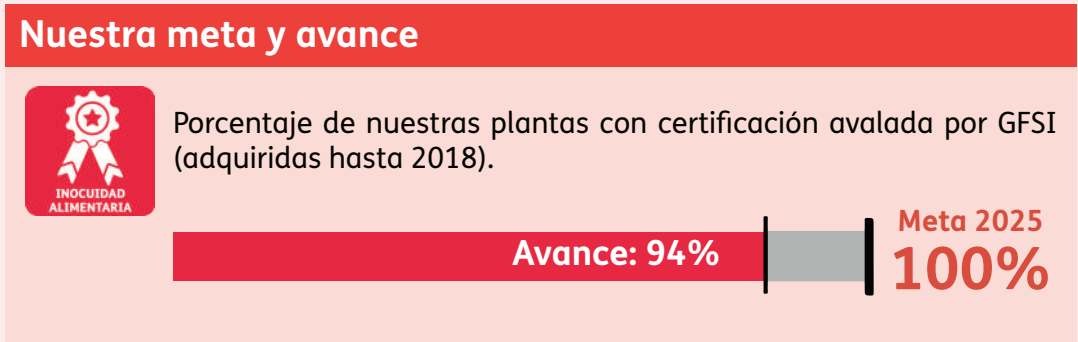 Nuestra meta y avance
Porcentaje de nuestras plantas con certificación avalada por GFSI
(adquiridas hasta 2018).
INOCUIDAD
ALIMENTARIA
Avance: 94%
Meta 2025
100%